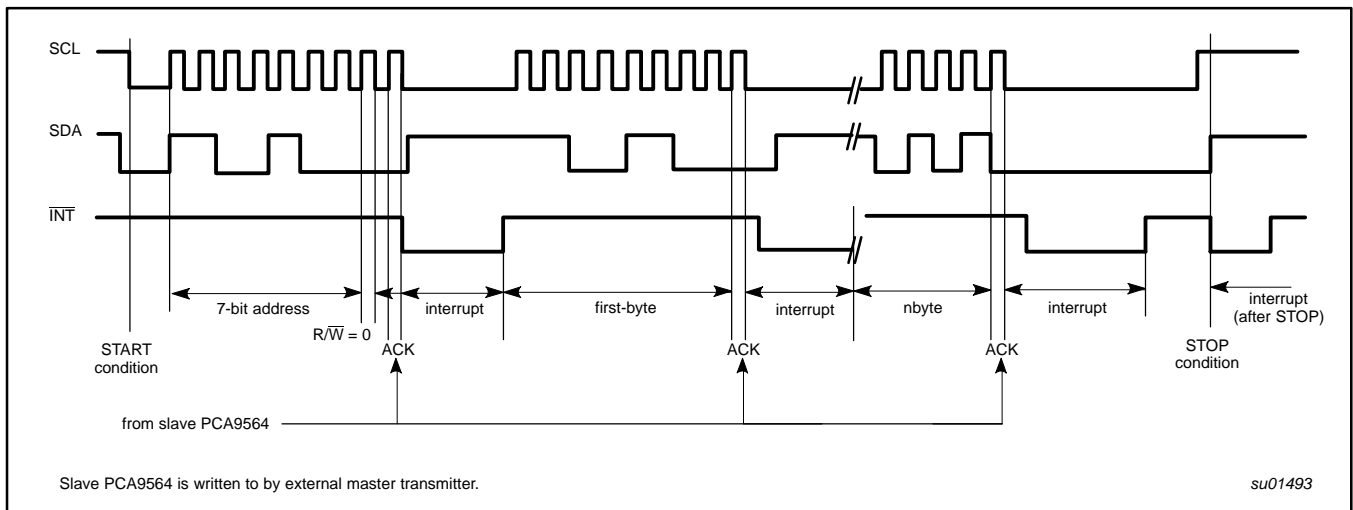 SCL
SDA
INT
7-bit address
interrupt
first-byte
interrupt
nbyte
interrupt
interrupt
(after STOP)
R/W = 0
START
condition
ACK
ACK
ACK
STOP
condition
from slave PCA9564
Slave PCA9564 is written to by external master transmitter.
su01493